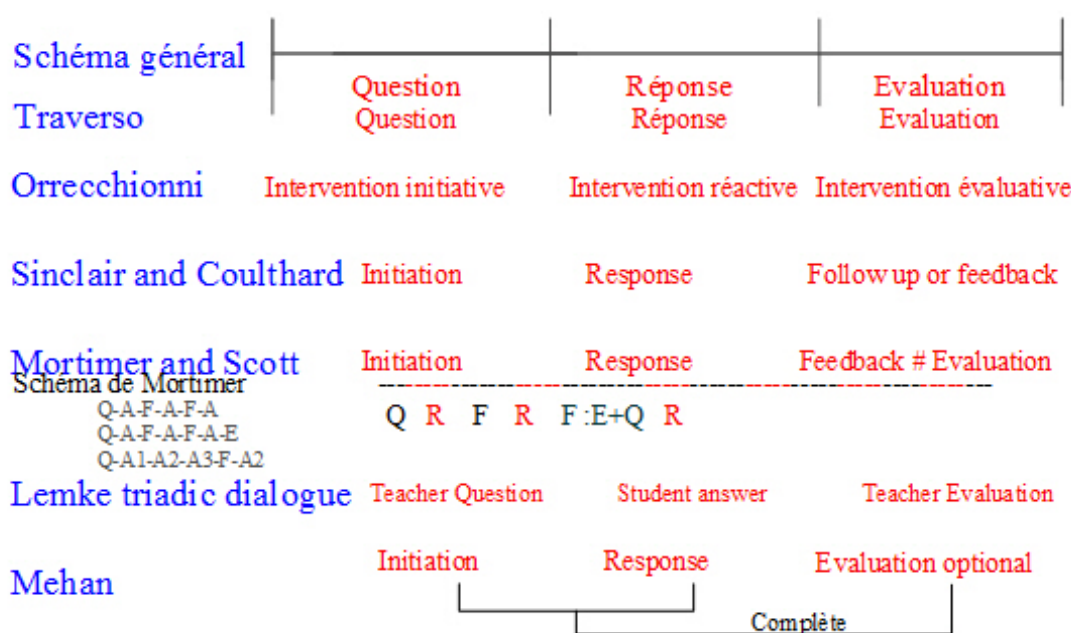 Schéma général
Question Réponse Evaluation
Traverso Question Réponse Evaluation
Orrecchionni Intervention initiative Intervention réactive Intervention évaluative
Sinclair and Coulthard Initiation Response Follow up or feedback
Mortimer and Scott Initiation Response Feedback # Evaluation
Schéma de Mortimer
Q-A-F-A-F-A
Q R F R F :E+Q R
Q-A-F-A-F-A-E
Q-A1-A2-A3-F-A2
Lemke triadic dialogue Teacher Question Student answer Teacher Evaluation
Mehan Initiation Response Evaluation optional
Complète